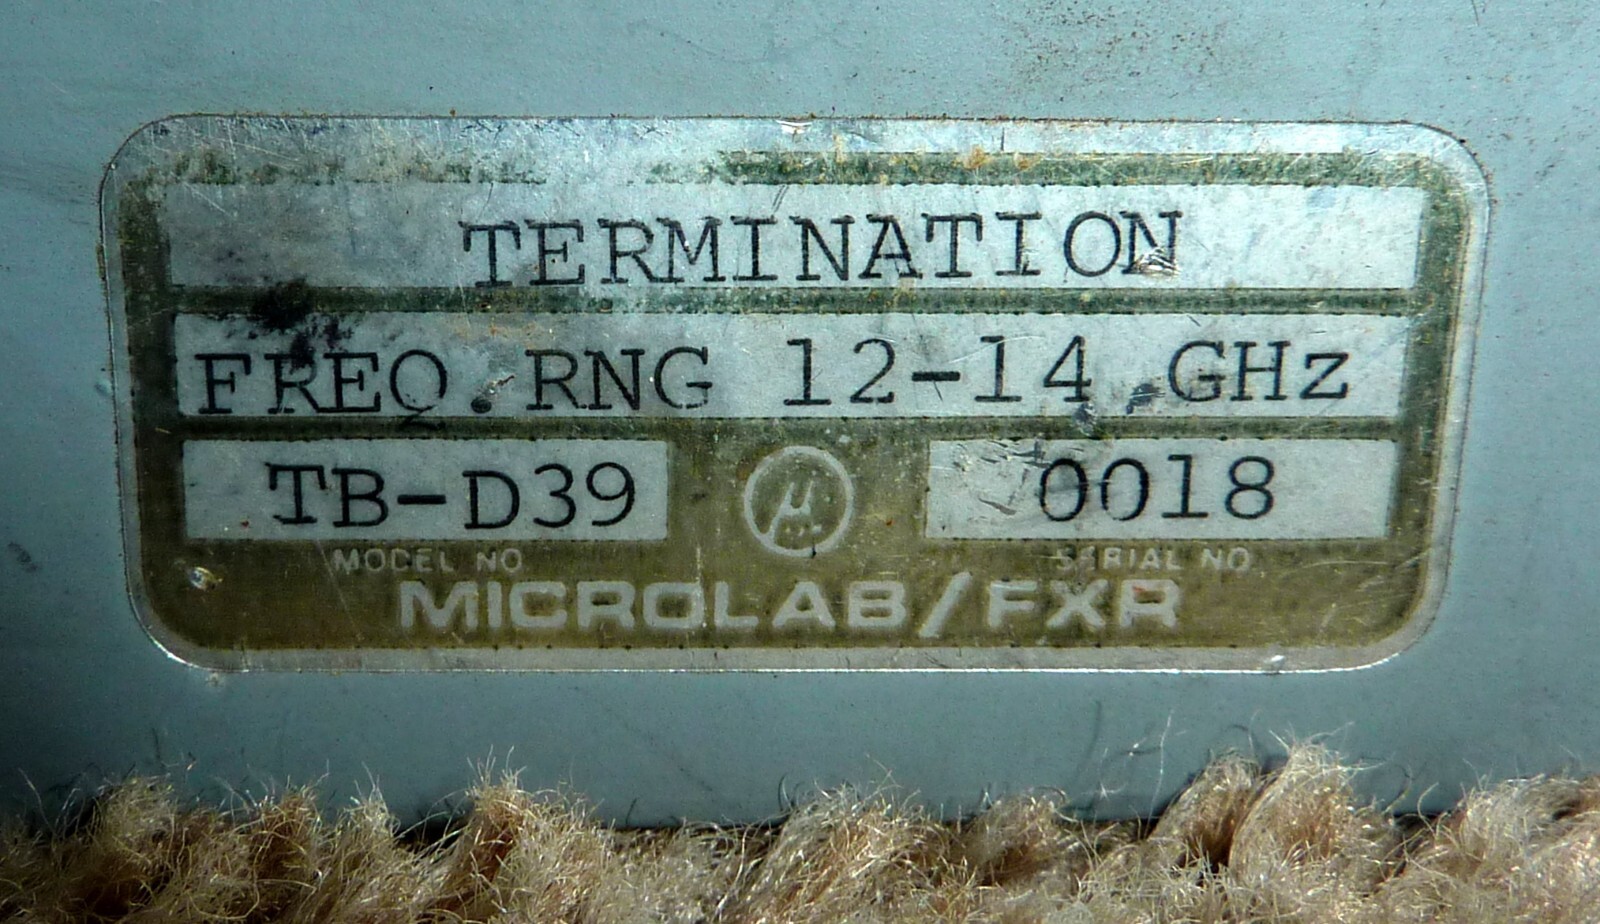 TERMINATION
FREQ.RNG 12-14 GHz
TB-D39 μ 0018
MODEL NO SERIAL NO.
MICROLAB/FXR